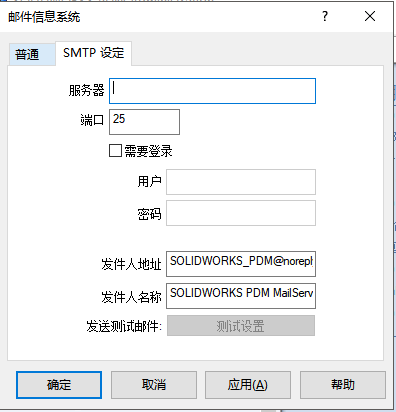 邮件信息系统
普通
SMTP 设定
服务器
端口 25
需要登录
用户
密码
发件人地址 SOLIDWORKS_PDM@noreply
发件人名称 SOLIDWORKS PDM MailServ
发送测试邮件: 测试设置
确定 取消 应用(A) 帮助